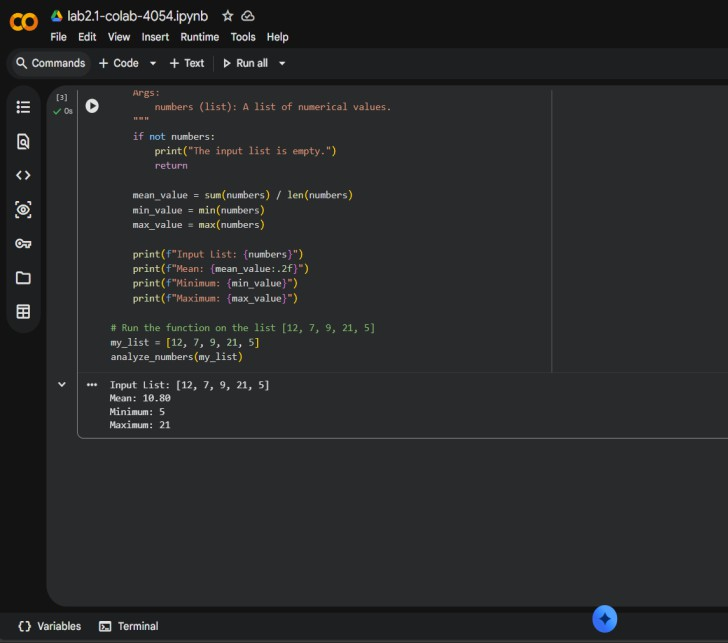 lab2.1-colab-4054.ipynb
File Edit View Insert Runtime Tools Help
Commands + Code + Text Run all
[3]
0s
Args:
numbers (list): A list of numerical values.
"""
if not numbers:
print("The input list is empty.")
return
mean_value = sum(numbers) / len(numbers)
min_value = min(numbers)
max_value = max(numbers)
print(f"Input List: {numbers}")
print(f"Mean: {mean_value:.2f}")
print(f"Minimum: {min_value}")
print(f"Maximum: {max_value}")
# Run the function on the list [12, 7, 9, 21, 5]
my_list = [12, 7, 9, 21, 5]
analyze_numbers(my_list)
Input List: [12, 7, 9, 21, 5]
Mean: 10.80
Minimum: 5
Maximum: 21
Variables Terminal